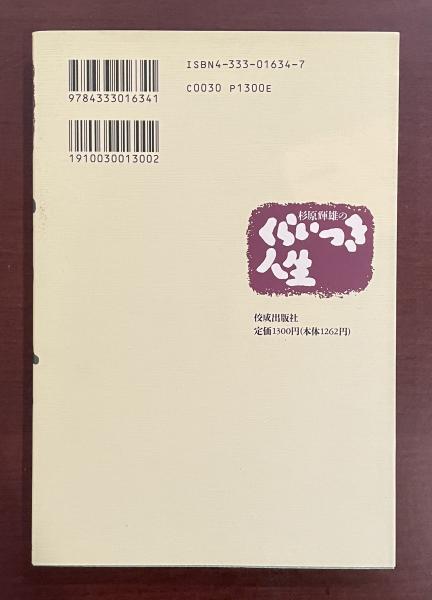 ISBN4-333-01634-7
9784333016341
C0030 P1300E
1910030013002
杉原輝雄の
くらいつき
人生
佼成出版社
定価1300円(本体1262円)